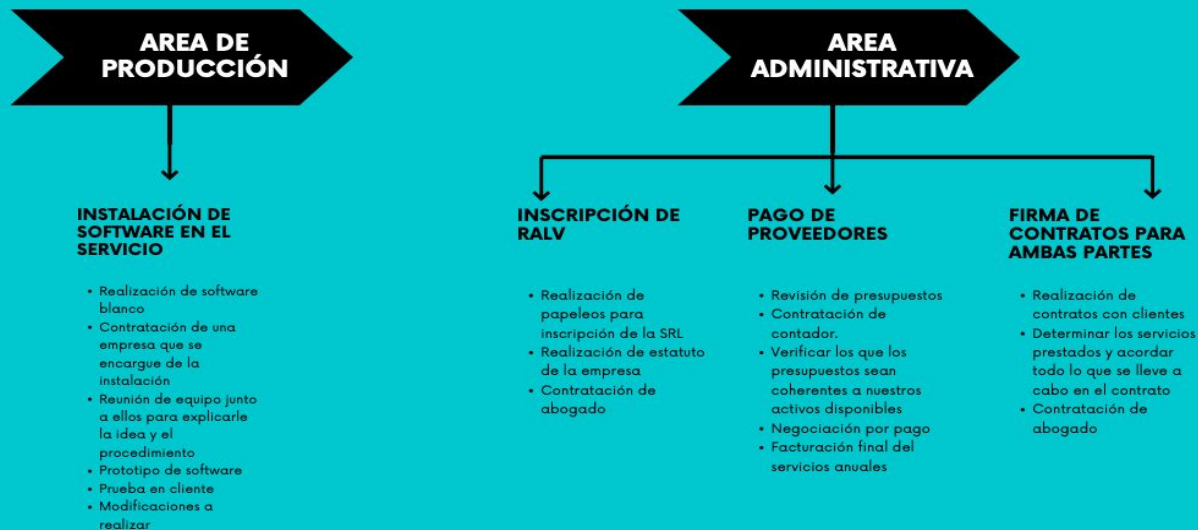 AREA DE
PRODUCCIÓN
INSTALACIÓN DE
SOFTWARE EN EL
SERVICIO
• Realización de software
blanco
• Contratación de una
empresa que se
encargue de la
instalación
• Reunión de equipo junto
a ellos para explicarle
la idea y el
procedimiento
• Prototipo de software
• Prueba en cliente
• Modificaciones a
realizar
AREA
ADMINISTRATIVA
INSCRIPCIÓN DE
RALV
• Realización de
papeleos para
inscripción de la SRL
• Realización de estatuto
de la empresa
• Contratación de
abogado
PAGO DE
PROVEEDORES
• Revisión de presupuestos
• Contratación de
contador.
• Verificar los que los
presupuestos sean
coherentes a nuestros
activos disponibles
• Negociación por pago
• Facturación final del
servicios anuales
FIRMA DE
CONTRATOS PARA
AMBAS PARTES
• Realización de
contratos con clientes
• Determinar los servicios
prestados y acordar
todo lo que se lleve a
cabo en el contrato
• Contratación de
abogado